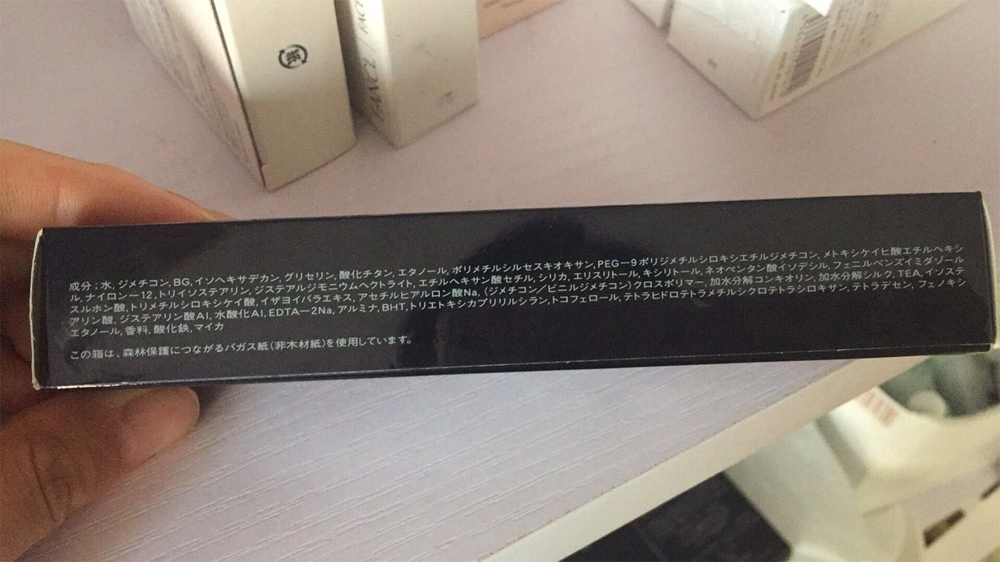 FANCL
FANCL
紙
成分：水, ジメチコン, BG, イソヘキサデカン, グリセリン, 酸化チタン, エタノール, ポリメチルシルセスキオキサン, PEG－9ポリジメチルシロキシエチルジメチコン, メトキシケイヒ酸エチルヘキシ
ル, ナイロン－12, トリイソステアリン, ジステアルジモニウムヘクトライト, エチルヘキサン酸セチル, シリカ, エリスリトール, キシリトール, ネオペンタン酸イソデシル, フェニルベンズイミダゾール
スルホン酸, トリメチルシロキシケイ酸, イザヨイバラエキス, アセチルヒアルロン酸Na, （ジメチコン／ビニルジメチコン）クロスポリマー, 加水分解コンキオリン, 加水分解シルク, TEA, イソステ
アリン酸, ジステアリン酸Al, 水酸化Al, EDTA－2Na, アルミナ, BHT, トリエトキシカプリリルシラン, トコフェロール, テトラヒドロテトラメチルシクロテトラシロキサン, テトラデセン, フェノキシ
エタノール, 香料, 酸化鉄, マイカ
この箱は、森林保護につながるバガス紙（非木材紙）を使用しています。